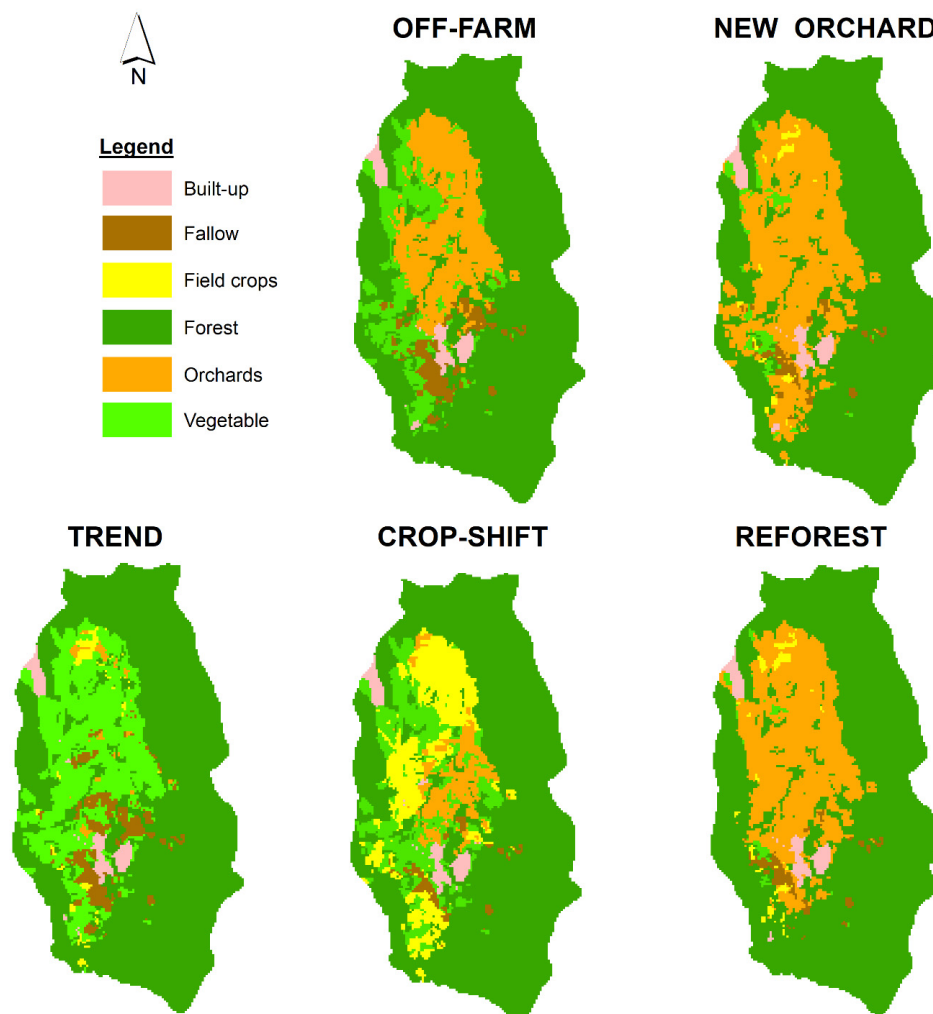 OFF-FARM
NEW ORCHARD
N
Legend
Built-up
Fallow
Field crops
Forest
Orchards
Vegetable
TREND
CROP-SHIFT
REFOREST